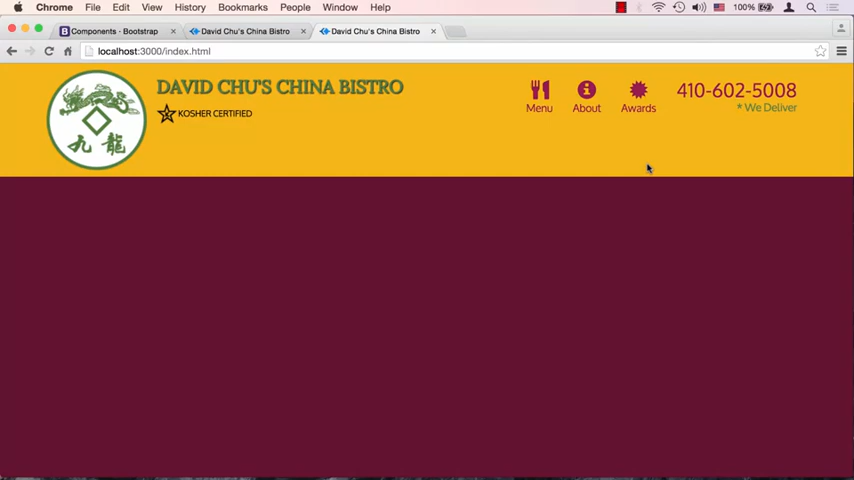 Chrome File Edit View History Bookmarks People Window Help 100%
Components · Bootstrap David Chu's China Bistro David Chu's China Bistro
localhost:3000/index.html
DAVID CHU'S CHINA BISTRO
KOSHER CERTIFIED
九龍
Menu About Awards
410-602-5008
* We Deliver